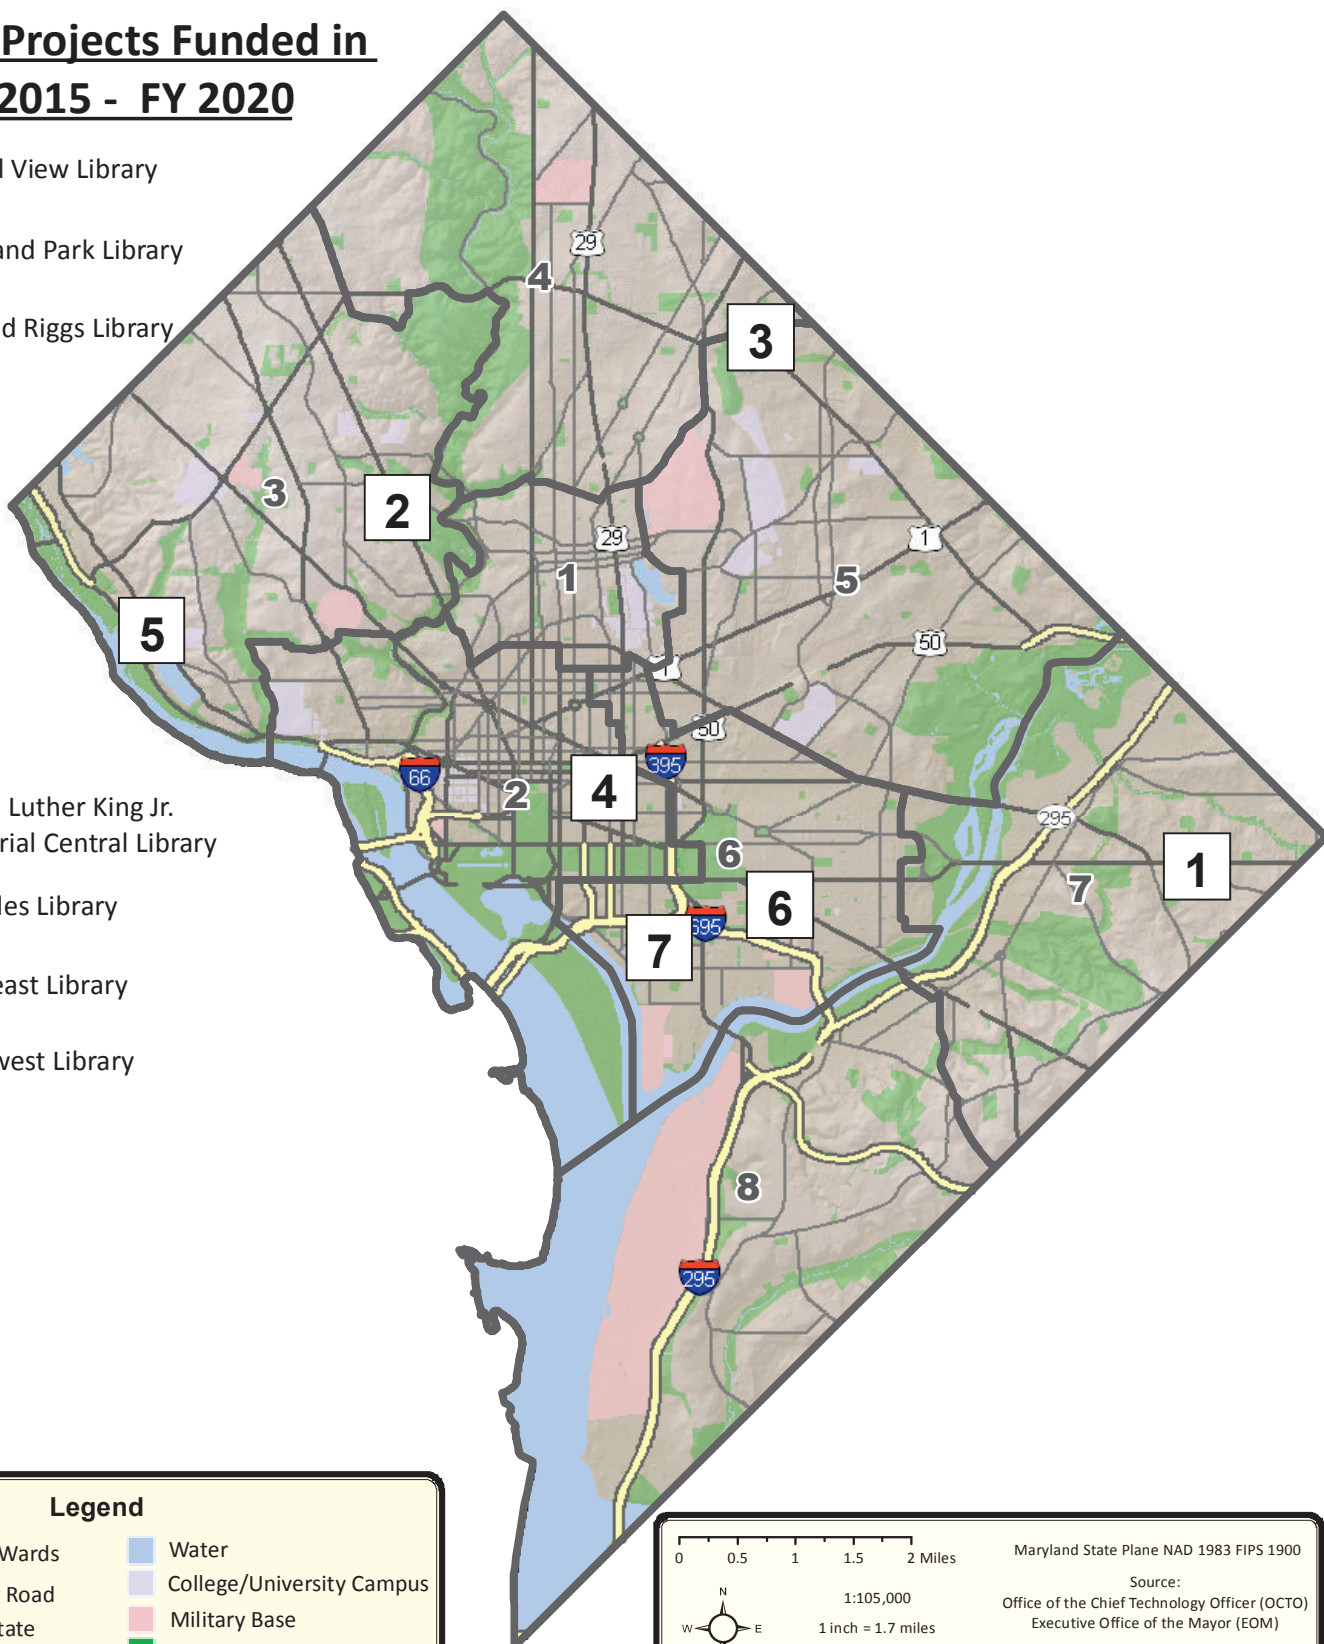 Projects Funded in
2015 - FY 2020
View Library
and Park Library
d Riggs Library
Luther King Jr.
rial Central Library
les Library
east Library
west Library
29
4
3
3
2
29
1
1
5
5
50
1
50
66
395
2
4
295
6
1
7
6
695
7
8
295
Legend
Wards
Road
tate
Water
College/University Campus
Military Base
0 0.5 1 1.5 2 Miles
N
W E
1:105,000
1 inch = 1.7 miles
Maryland State Plane NAD 1983 FIPS 1900
Source:
Office of the Chief Technology Officer (OCTO)
Executive Office of the Mayor (EOM)